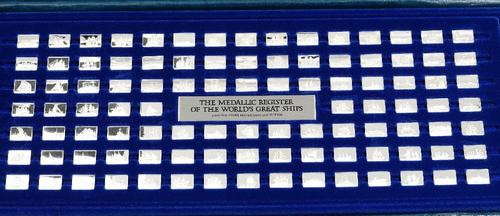 THE MEDALLIC REGISTER
OF THE WORLD'S GREAT SHIPS